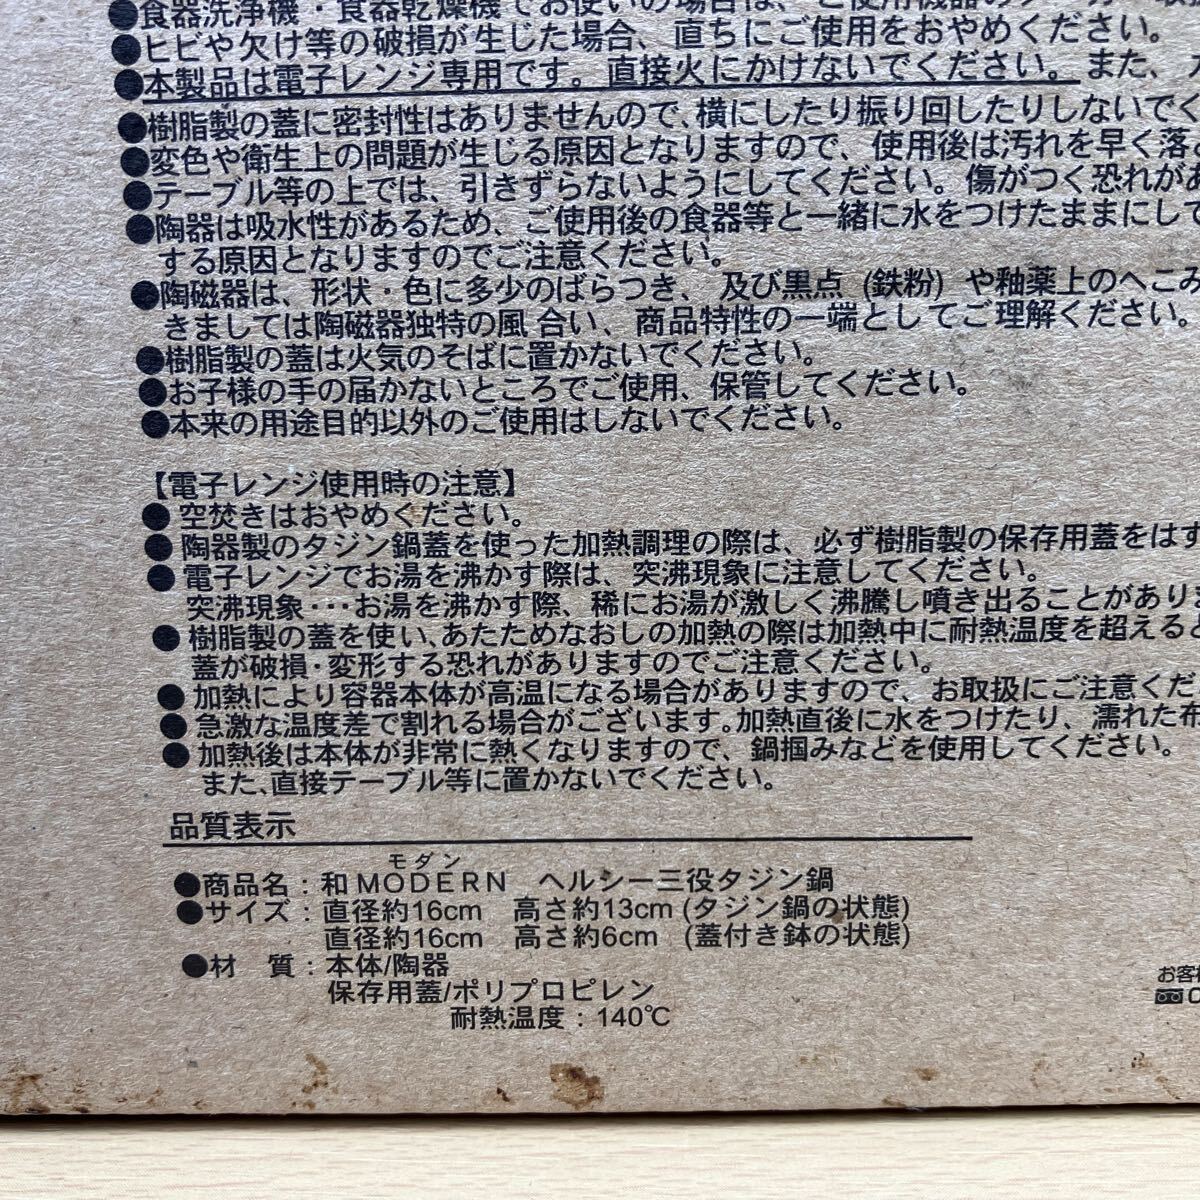 ●食器洗浄機・食器乾燥機でお使いの場合は、ご使用機器のメーカー取
●ヒビや欠け等の破損が生じた場合、直ちにご使用をおやめください。
●本製品は電子レンジ専用です。直接火にかけないでください。また、
●樹脂製の蓋に密封性はありませんので、横にしたり振り回したりしないでく
●変色や衛生上の問題が生じる原因となりますので、使用後は汚れを早く落と
●テーブル等の上では、引きずらないようにしてください。傷がつく恐れがあ
●陶器は吸水性があるため、ご使用後の食器等と一緒に水をつけたままにして
する原因となりますのでご注意ください。
●陶磁器は、形状・色に多少のばらつき、及び黒点(鉄粉)や釉薬上のへこみ
きましては陶磁器独特の風合い、商品特性の一端としてご理解ください。
●樹脂製の蓋は火気のそばに置かないでください。
●お子様の手の届かないところでご使用、保管してください。
●本来の用途目的以外のご使用はしないでください。
【電子レンジ使用時の注意】
●空焚きはおやめください。
●陶器製のタジン鍋蓋を使った加熱調理の際は、必ず樹脂製の保存用蓋をはず
●電子レンジでお湯を沸かす際は、突沸現象に注意してください。
突沸現象・・・お湯を沸かす際、稀にお湯が激しく沸騰し噴き出ることがありま
●樹脂製の蓋を使い、あたためなおしの加熱の際は加熱中に耐熱温度を超えると
蓋が破損・変形する恐れがありますのでご注意ください。
●加熱により容器本体が高温になる場合がありますので、お取扱にご注意くだ
●急激な温度差で割れる場合がございます。加熱直後に水をつけたり、濡れた布
●加熱後は本体が非常に熱くなりますので、鍋掴みなどを使用してください。
また、直接テーブル等に置かないでください。
品質表示
モダン
●商品名：和MODERN ヘルシー三役タジン鍋
●サイズ：直径約16cm 高さ約13cm(タジン鍋の状態)
直径約16cm 高さ約6cm (蓋付き鉢の状態)
●材 質：本体/陶器
保存用蓋/ポリプロピレン
耐熱温度：140℃
お客様